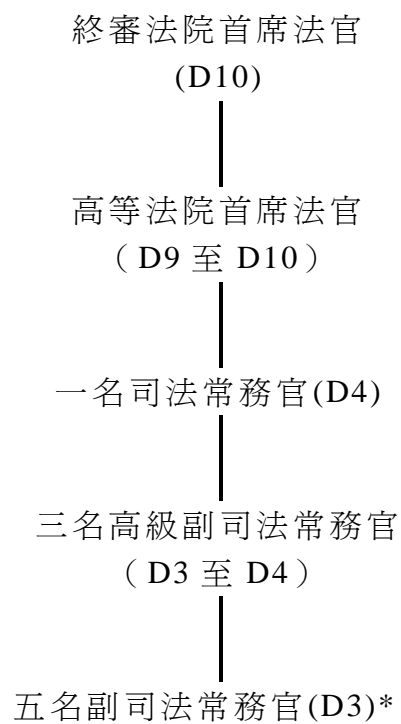 終審法院首席法官
(D10)
高等法院首席法官
（D9 至 D10）
一名司法常務官(D4)
三名高級副司法常務官
（D3 至 D4）
五名副司法常務官(D3)*